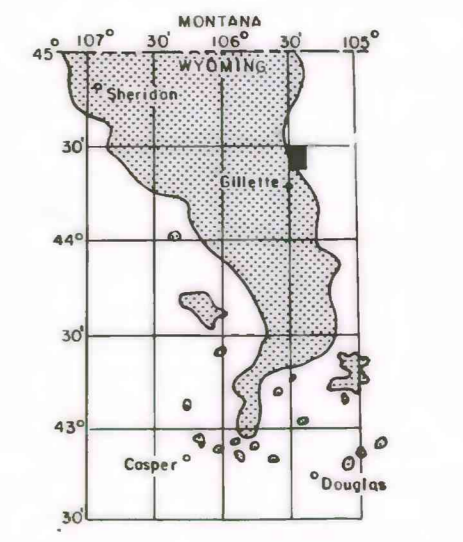 MONTANA
45° 107° 30' 106° 30' 105°
WYOMING
Sheridan
30'
Gillette
44°
30'
43°
Casper
Douglas
30'